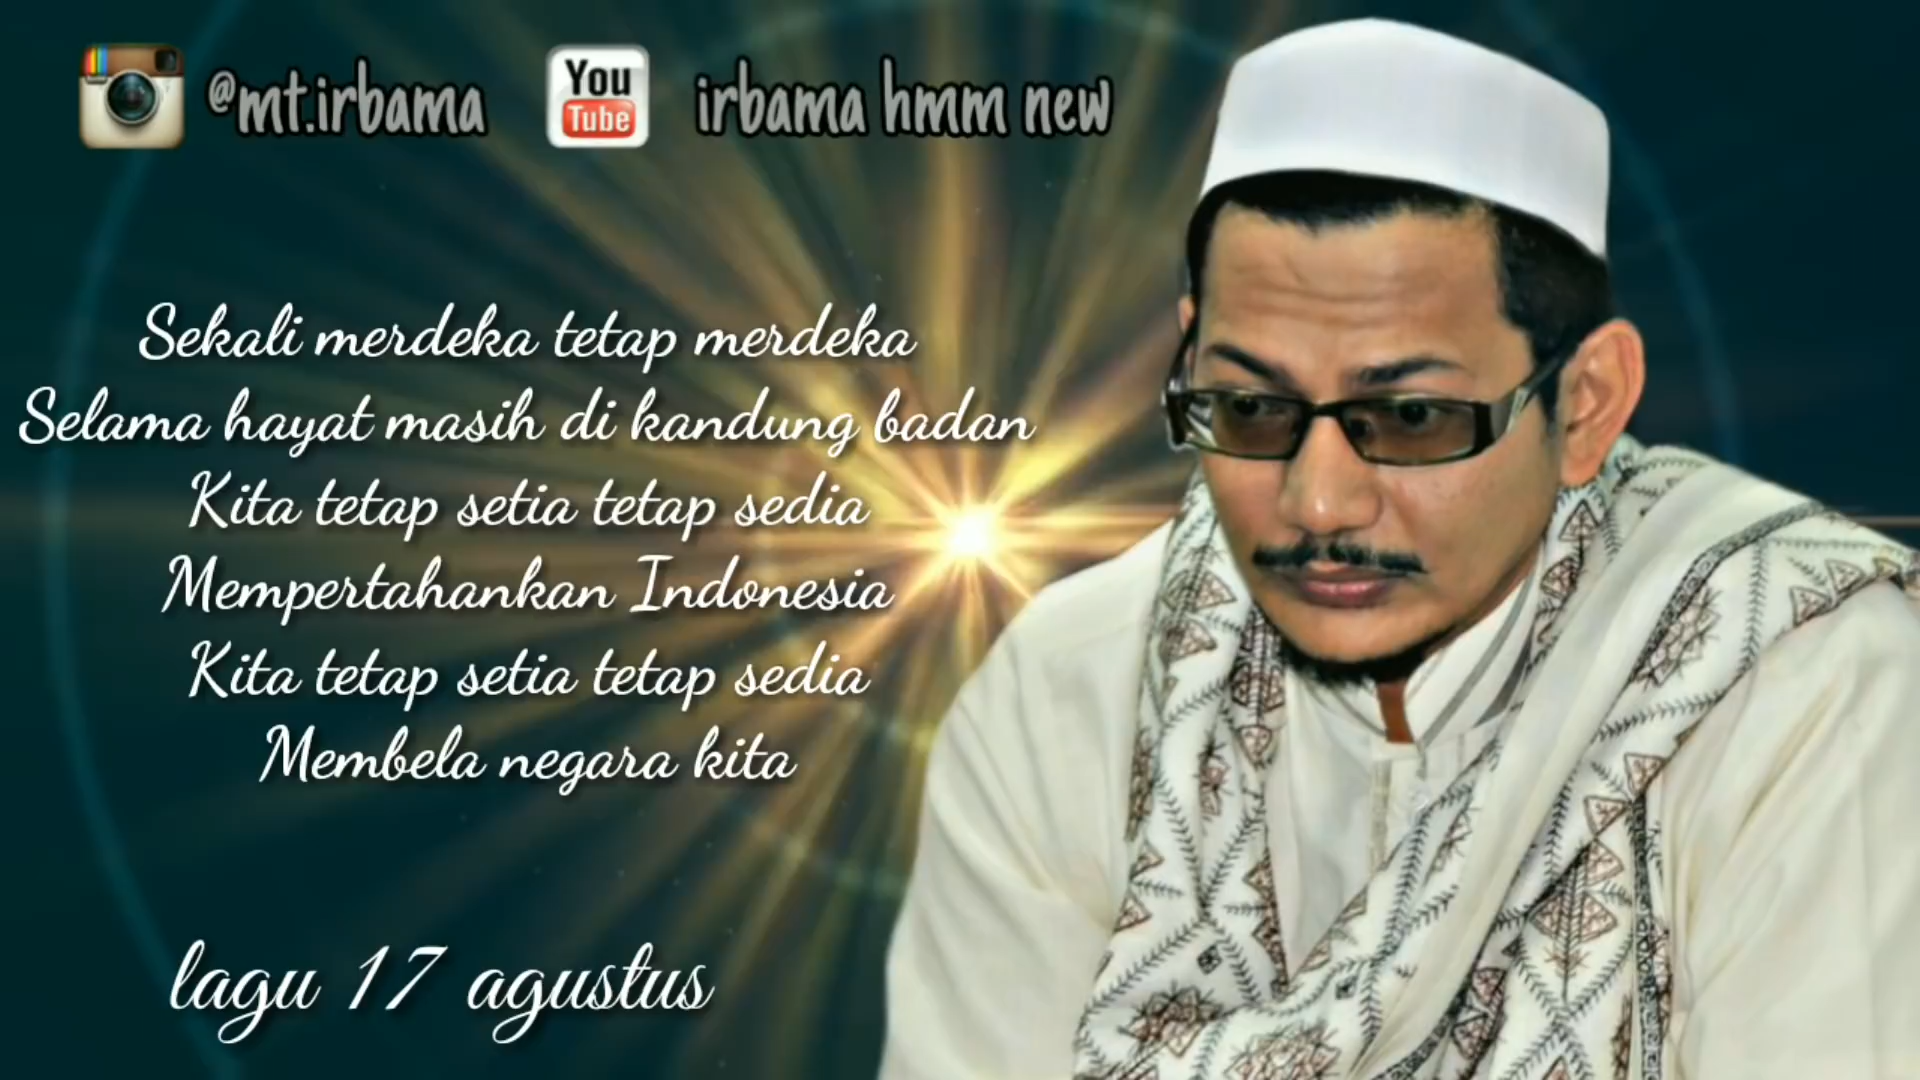 @mt.irbama
You
Tube
irbama hmm new
Sekali merdeka tetap merdeka
Selama hayat masih di kandung badan
Kita tetap setia tetap sedia
Mempertahankan Indonesia
Kita tetap setia tetap sedia
Membela negara kita
lagu 17 agustus